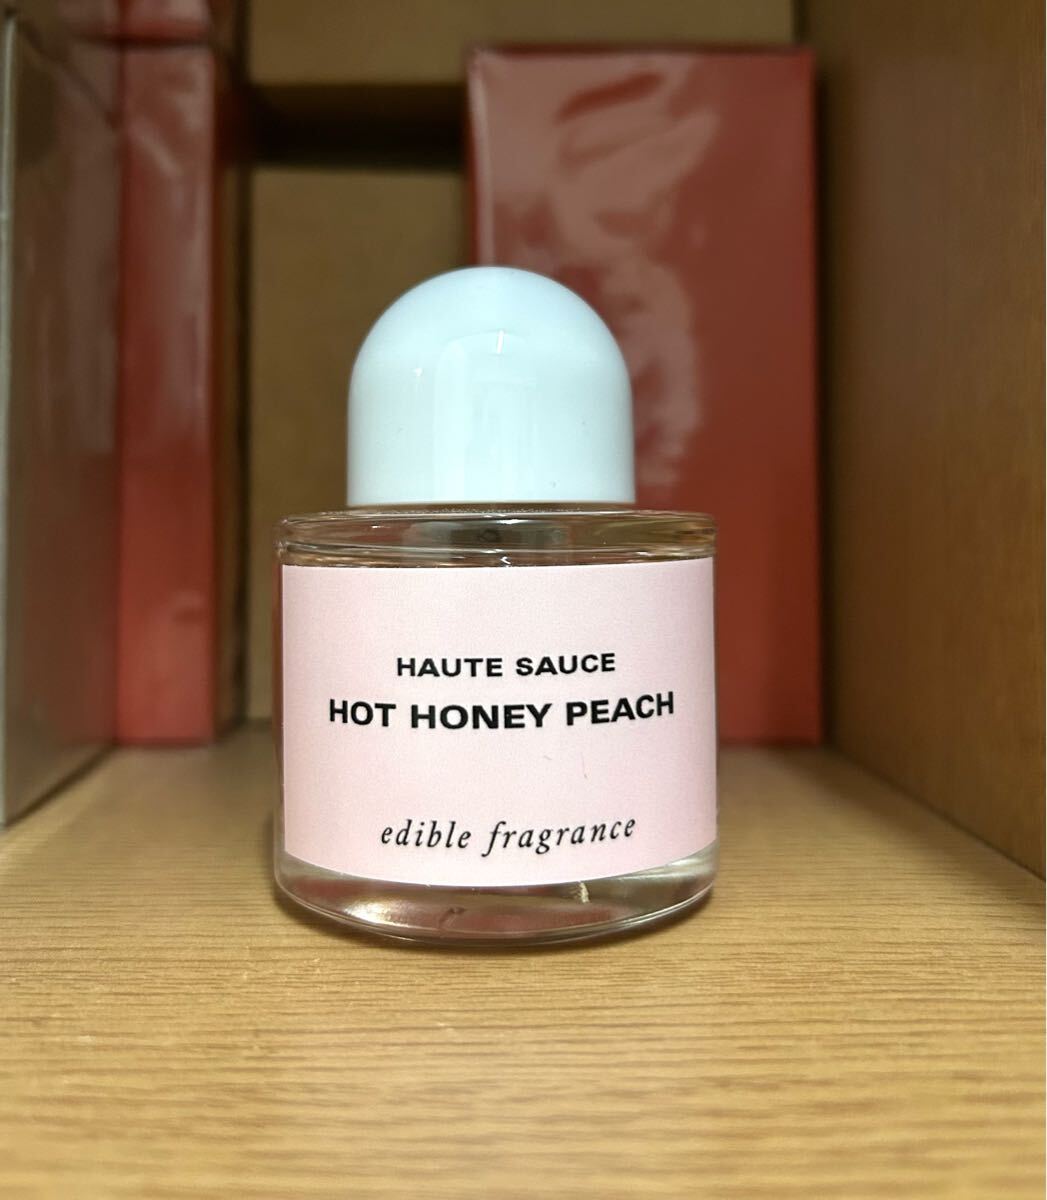 HAUTE SAUCE
HOT HONEY PEACH
edible fragrance